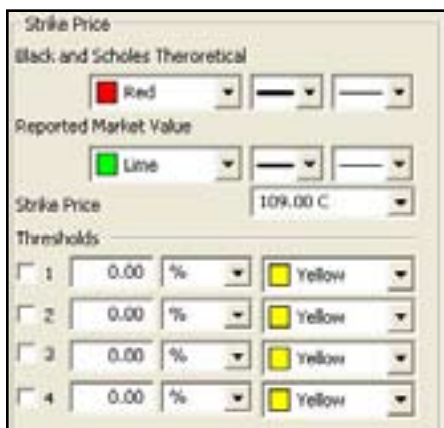 Strike Price
Black and Scholes Theroretical
Red
Reported Market Value
Lime
Strike Price 109.00 C
Thresholds
1 0.00 % Yellow
2 0.00 % Yellow
3 0.00 % Yellow
4 0.00 % Yellow